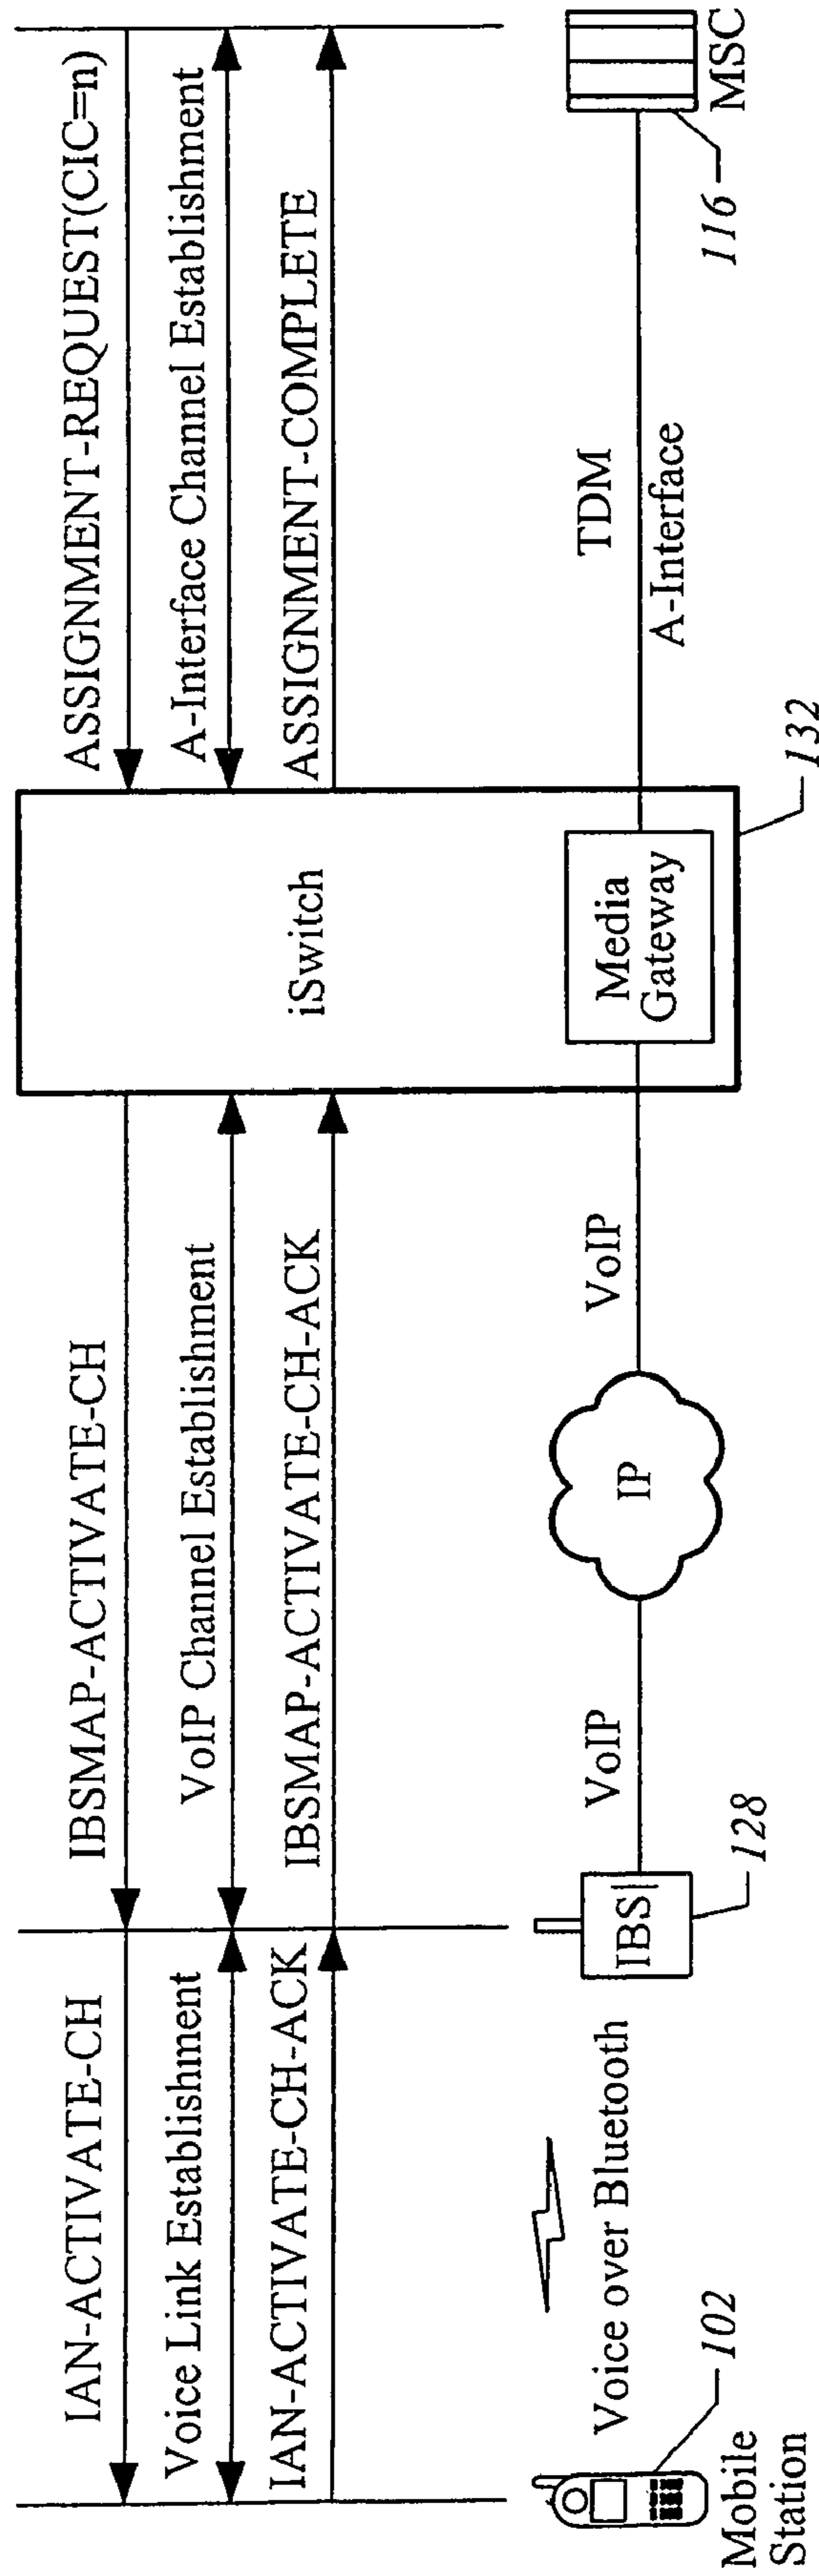 IAN-ACTIVATE-CH
IBSMAP-ACTIVATE-CH
ASSIGNMENT-REQUEST(CIC=n)
Voice Link Establishment
VoIP Channel Establishment
A-Interface Channel Establishment
IAN-ACTIVATE-CH-ACK
IBSMAP-ACTIVATE-CH-ACK
iSwitch
ASSIGNMENT-COMPLETE
Voice over Bluetooth
IBS
VoIP
IP
VoIP
Media
Gateway
TDM
A-Interface
MSC
102
128
132
116
Mobile
Station